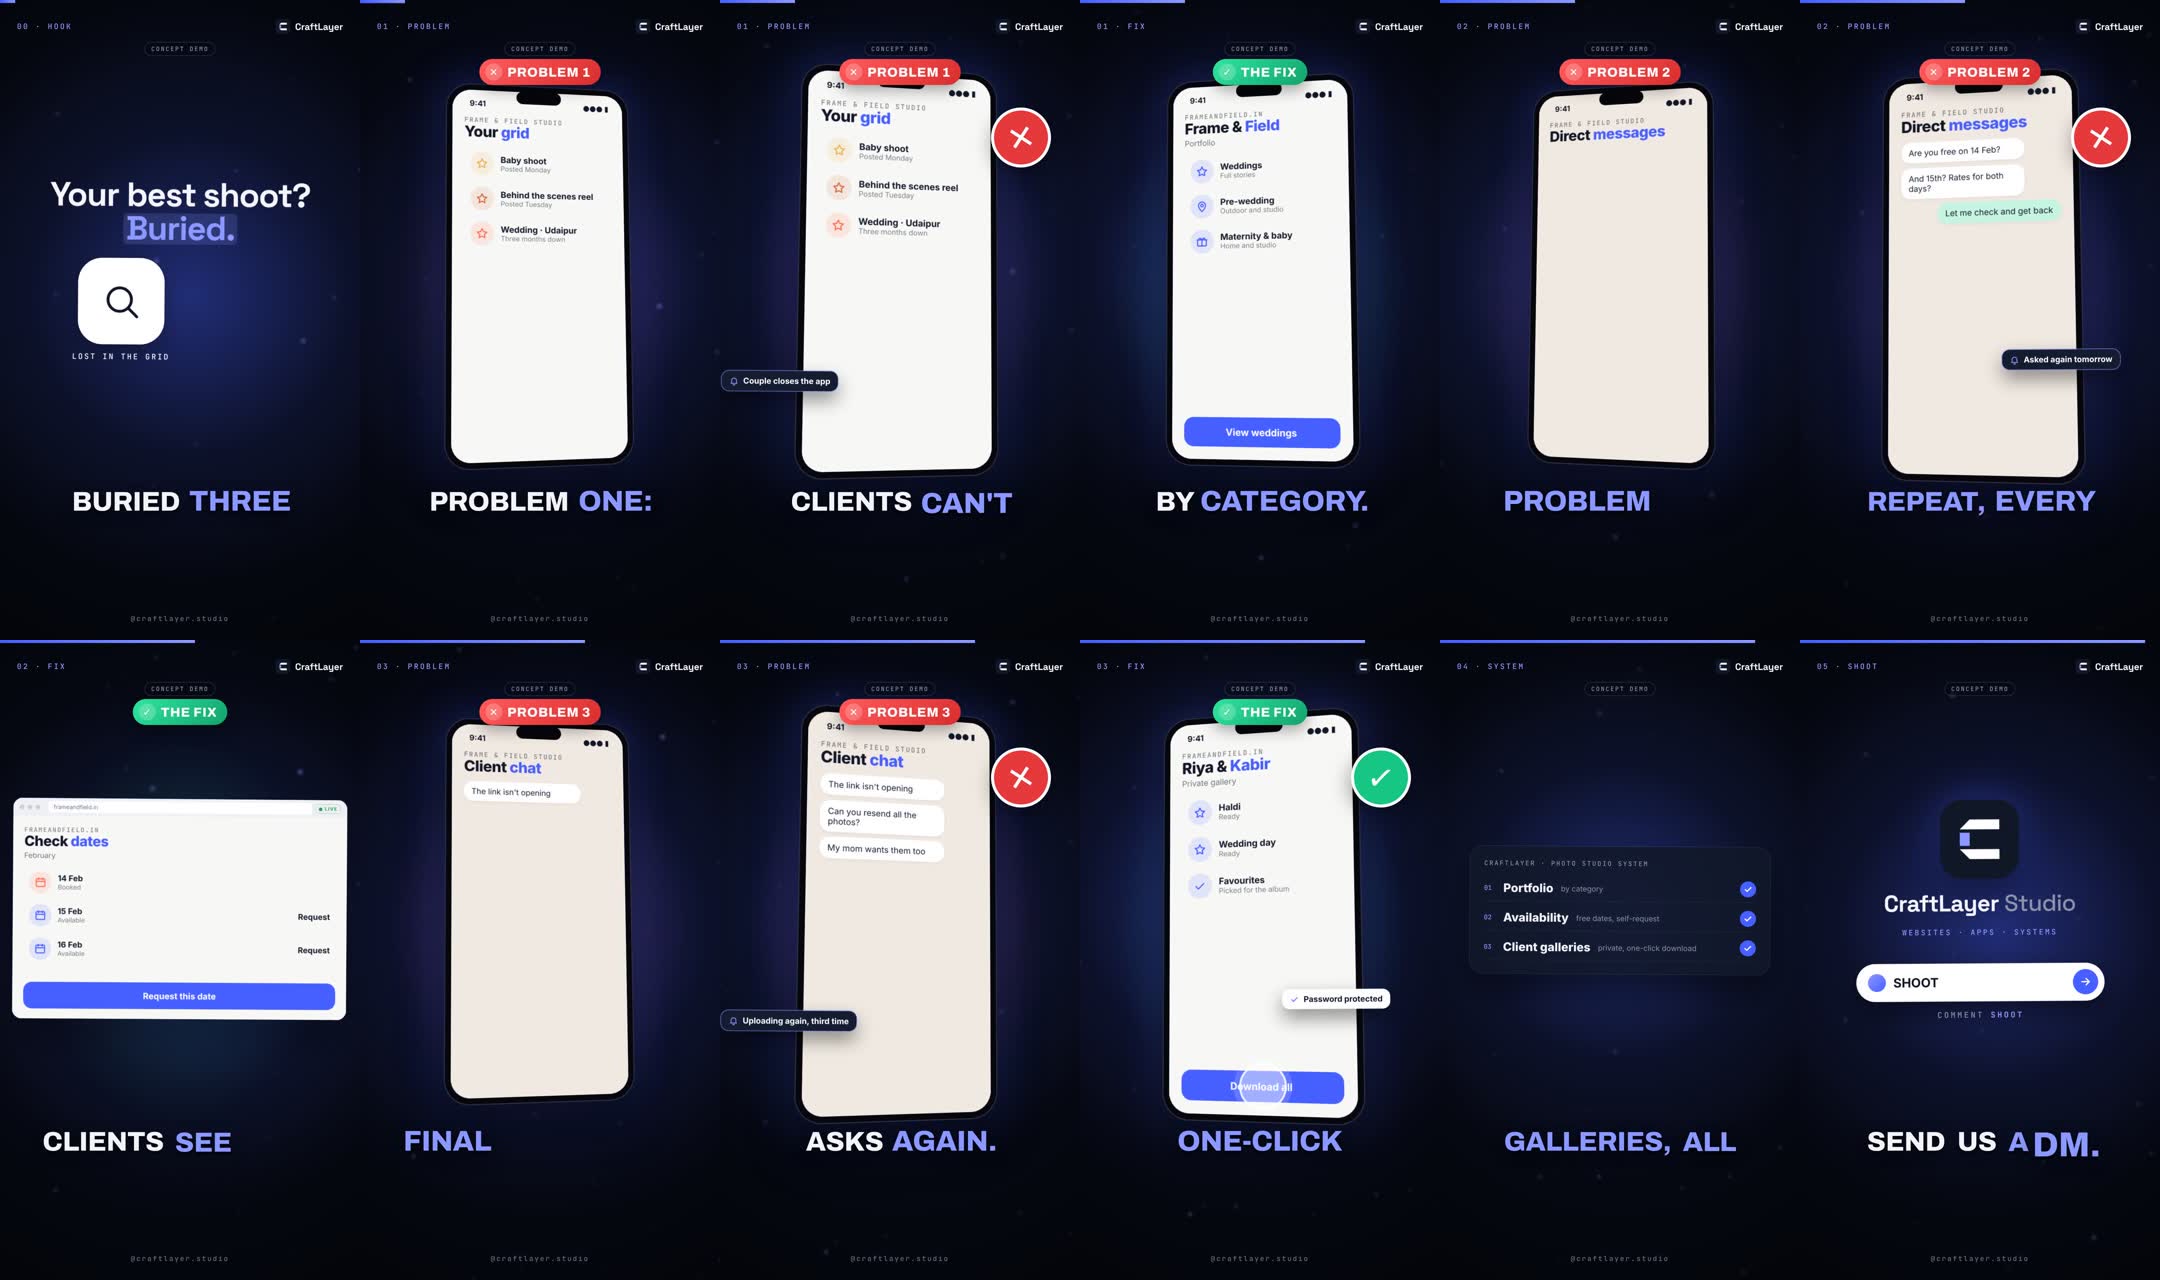 00 · HOOK
CraftLayer
CONCEPT DEMO
Your best shoot?
Buried.
LOST IN THE GRID
BURIED THREE
@craftlayer.studio
01 · PROBLEM
CraftLayer
CONCEPT DEMO
PROBLEM 1
9:41
FRAME & FIELD STUDIO
Your grid
Baby shoot
Posted Monday
Behind the scenes reel
Posted Tuesday
Wedding · Udaipur
Three months down
PROBLEM ONE:
@craftlayer.studio
01 · PROBLEM
CraftLayer
CONCEPT DEMO
PROBLEM 1
9:41
FRAME & FIELD STUDIO
Your grid
Baby shoot
Posted Monday
Behind the scenes reel
Posted Tuesday
Wedding · Udaipur
Three months down
Couple closes the app
CLIENTS CAN'T
@craftlayer.studio
01 · FIX
CraftLayer
CONCEPT DEMO
THE FIX
9:41
FRAMEANDFIELD.IN
Frame & Field
Portfolio
Weddings
Full stories
Pre-wedding
Outdoor and studio
Maternity & baby
Home and studio
View weddings
BY CATEGORY.
@craftlayer.studio
02 · PROBLEM
CraftLayer
CONCEPT DEMO
PROBLEM 2
9:41
FRAME & FIELD STUDIO
Direct messages
PROBLEM
@craftlayer.studio
02 · PROBLEM
CraftLayer
CONCEPT DEMO
PROBLEM 2
9:41
FRAME & FIELD STUDIO
Direct messages
Are you free on 14 Feb?
And 15th? Rates for both
days?
Let me check and get back
Asked again tomorrow
REPEAT, EVERY
@craftlayer.studio
02 · FIX
CraftLayer
CONCEPT DEMO
THE FIX
frameandfield.in
LIVE
FRAMEANDFIELD.IN
Check dates
February
14 Feb
Booked
15 Feb
Available
Request
16 Feb
Available
Request
Request this date
CLIENTS SEE
@craftlayer.studio
03 · PROBLEM
CraftLayer
CONCEPT DEMO
PROBLEM 3
9:41
FRAME & FIELD STUDIO
Client chat
The link isn't opening
FINAL
@craftlayer.studio
03 · PROBLEM
CraftLayer
CONCEPT DEMO
PROBLEM 3
9:41
FRAME & FIELD STUDIO
Client chat
The link isn't opening
Can you resend all the
photos?
My mom wants them too
Uploading again, third time
ASKS AGAIN.
@craftlayer.studio
03 · FIX
CraftLayer
CONCEPT DEMO
THE FIX
9:41
FRAMEANDFIELD.IN
Riya & Kabir
Private gallery
Haldi
Ready
Wedding day
Ready
Favourites
Picked for the album
Password protected
Download all
ONE-CLICK
@craftlayer.studio
04 · SYSTEM
CraftLayer
CONCEPT DEMO
CRAFTLAYER · PHOTO STUDIO SYSTEM
01 Portfolio by category
02 Availability free dates, self-request
03 Client galleries private, one-click download
GALLERIES, ALL
@craftlayer.studio
05 · SHOOT
CraftLayer
CONCEPT DEMO
CraftLayer Studio
WEBSITES · APPS · SYSTEMS
SHOOT
COMMENT SHOOT
SEND US A DM.
@craftlayer.studio